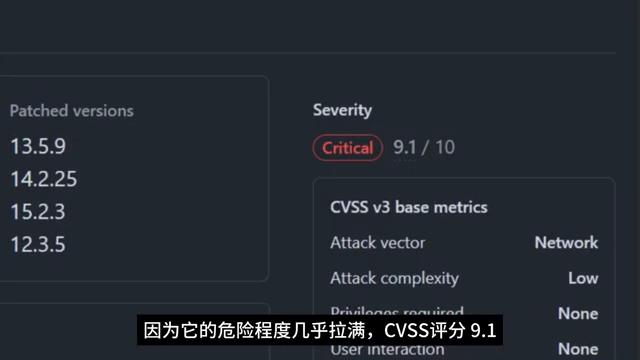 Patched versions
13.5.9
14.2.25
15.2.3
12.3.5
Severity
Critical 9.1 / 10
CVSS v3 base metrics
Attack vector Network
Attack complexity Low
Privileges required None
User interaction None
因为它的危险程度几乎拉满，CVSS评分 9.1